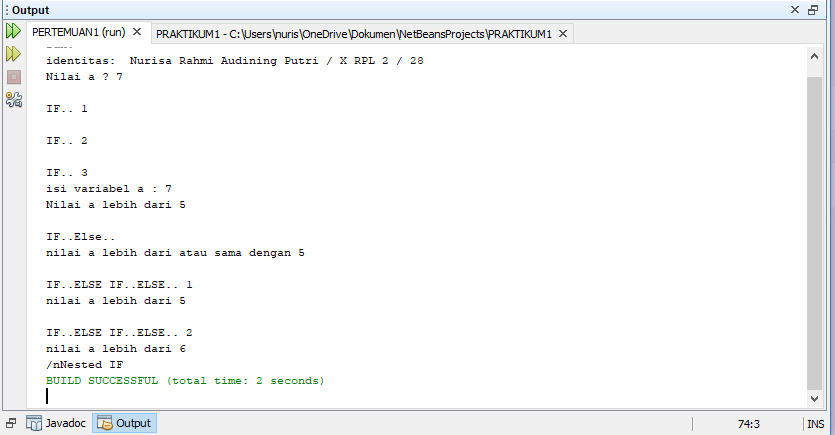 Output
PERTEMUAN1 (run)
PRAKTIKUM1 - C:\Users\nuris\OneDrive\Dokumen\NetBeansProjects\PRAKTIKUM1
identitas:  Nurisa Rahmi Audining Putri / X RPL 2 / 28
Nilai a ? 7
IF.. 1
IF.. 2
IF.. 3
isi variabel a : 7
Nilai a lebih dari 5
IF..Else..
nilai a lebih dari atau sama dengan 5
IF..ELSE IF..ELSE.. 1
nilai a lebih dari 5
IF..ELSE IF..ELSE.. 2
nilai a lebih dari 6
/nNested IF
BUILD SUCCESSFUL (total time: 2 seconds)
Javadoc
Output
74:3
INS